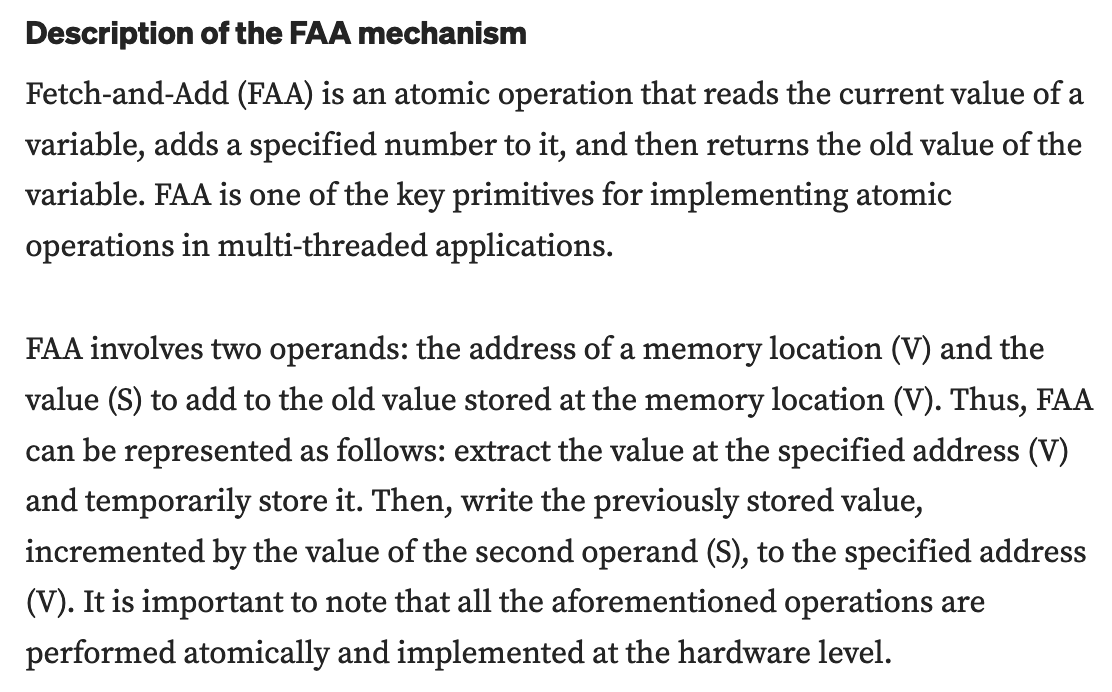 Description of the FAA mechanism
Fetch-and-Add (FAA) is an atomic operation that reads the current value of a
variable, adds a specified number to it, and then returns the old value of the
variable. FAA is one of the key primitives for implementing atomic
operations in multi-threaded applications.
FAA involves two operands: the address of a memory location (V) and the
value (S) to add to the old value stored at the memory location (V). Thus, FAA
can be represented as follows: extract the value at the specified address (V)
and temporarily store it. Then, write the previously stored value,
incremented by the value of the second operand (S), to the specified address
(V). It is important to note that all the aforementioned operations are
performed atomically and implemented at the hardware level.